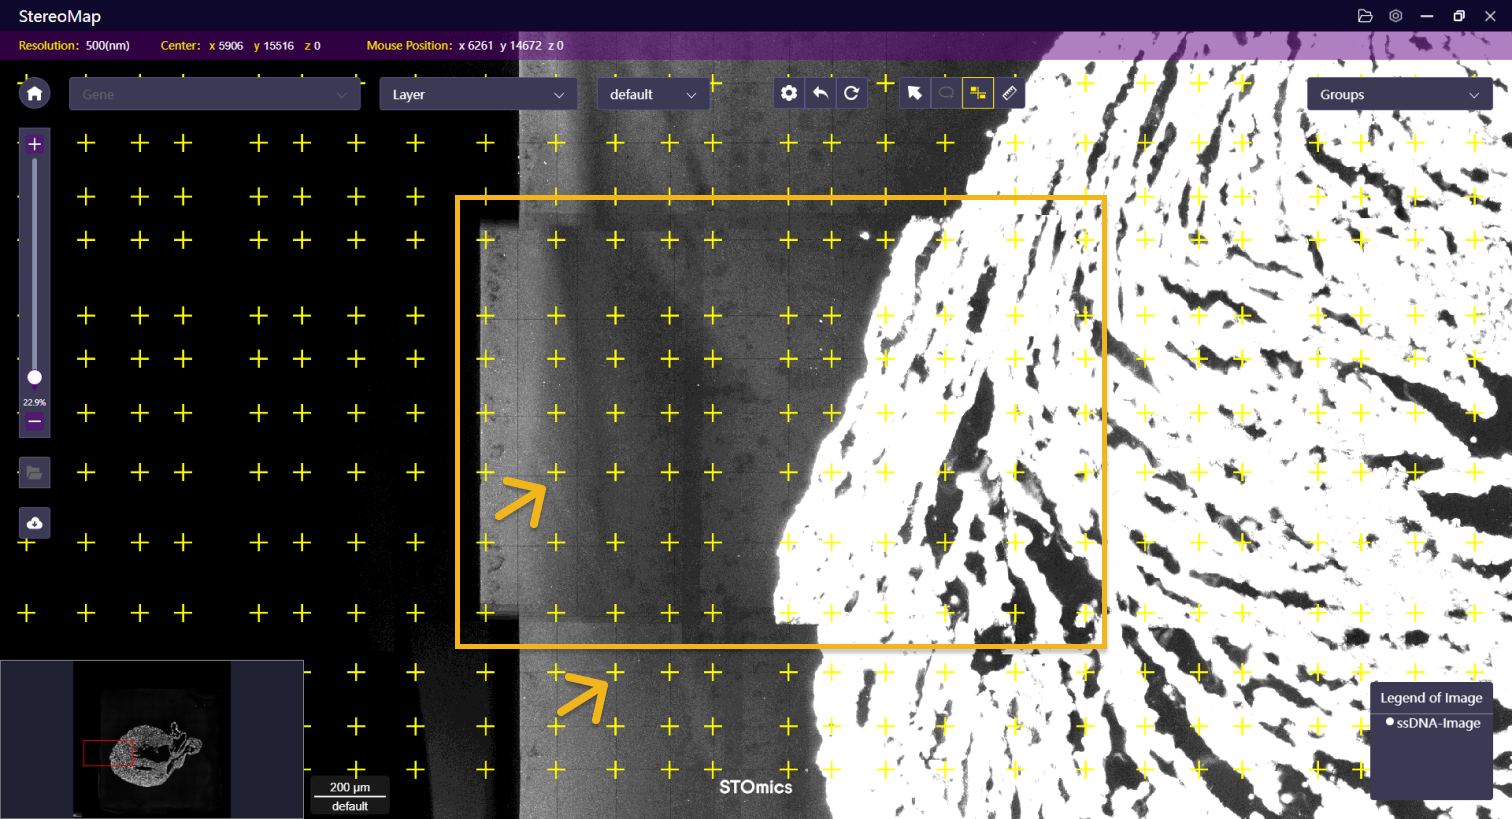 StereoMap
Resolution: 500(nm) Center: x 5906 y 15516 z 0 Mouse Position: x 6261 y 14672 z 0
Gene Layer default Groups
22.9%
Legend of Image
ssDNA-Image
200 μm
default
STOmics